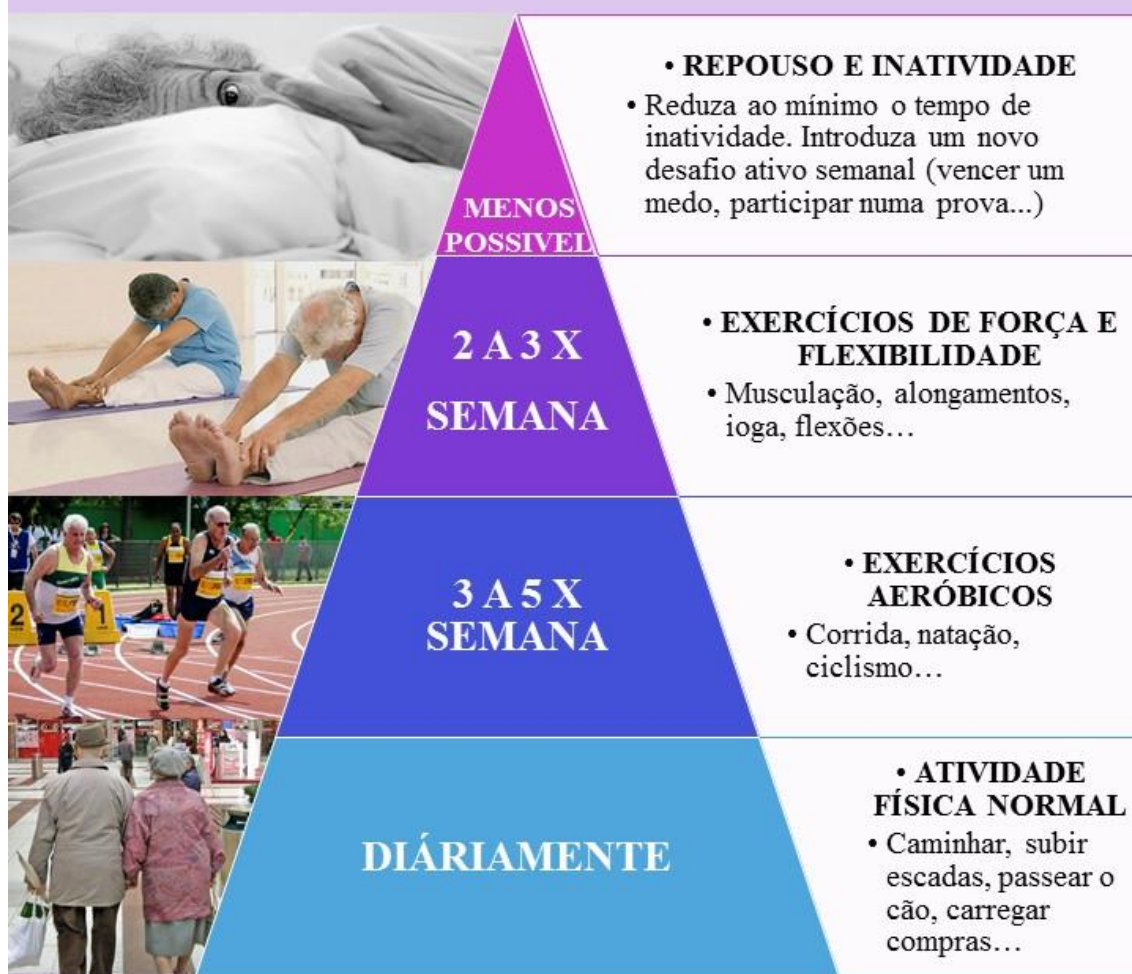 • REPOUSO E INATIVIDADE
• Reduza ao mínimo o tempo de
inatividade. Introduza um novo
desafio ativo semanal (vencer um
medo, participar numa prova...)
MENOS
POSSIVEL
• EXERCÍCIOS DE FORÇA E
FLEXIBILIDADE
• Musculação, alongamentos,
ioga, flexões…
2 A 3 X
SEMANA
• EXERCÍCIOS
AERÓBICOS
• Corrida, natação,
ciclismo…
3 A 5 X
SEMANA
2
1
• ATIVIDADE
FÍSICA NORMAL
• Caminhar, subir
escadas, passear o
cão, carregar
compras…
DIÁRIAMENTE